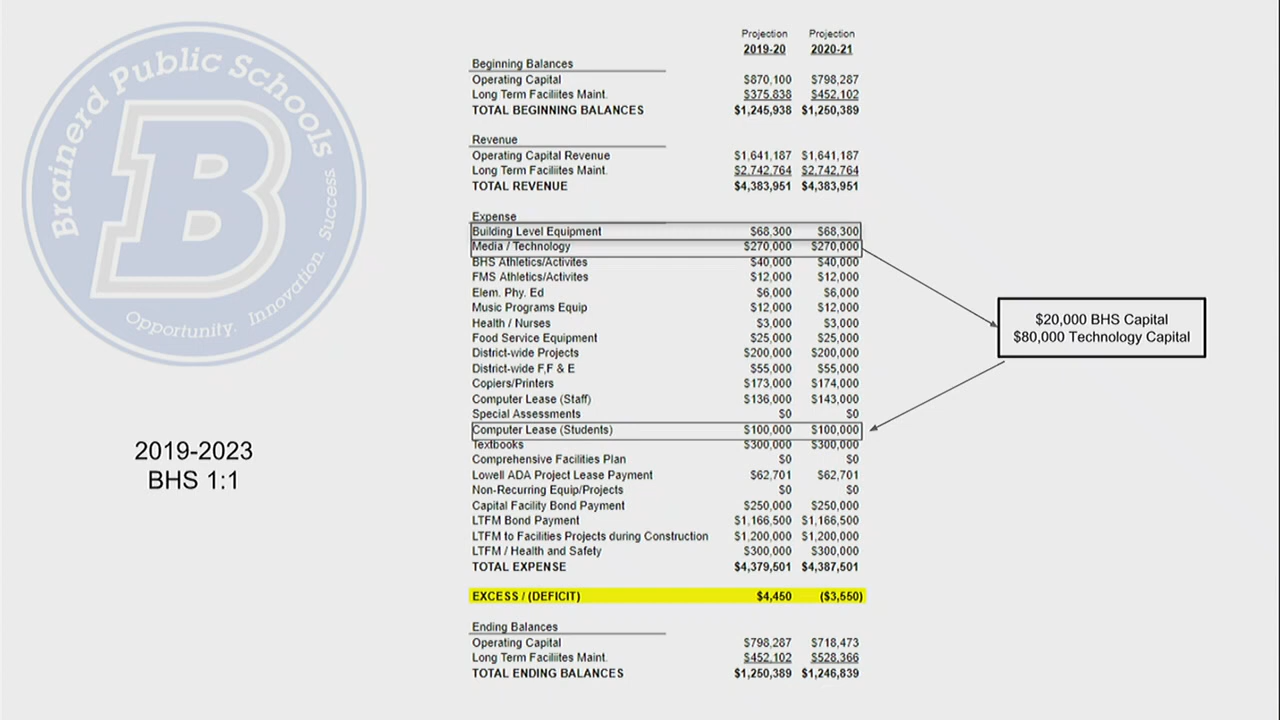 Brainerd Public Schools
B
Opportunity. Innovation. Success.
2019-2023
BHS 1:1
Projection Projection
2019-20 2020-21
Beginning Balances
Operating Capital $870,100 $798,287
Long Term Faciliites Maint. $375,838 $452,102
TOTAL BEGINNING BALANCES $1,245,938 $1,250,389
Revenue
Operating Capital Revenue $1,641,187 $1,641,187
Long Term Faciliites Maint. $2,742,764 $2,742,764
TOTAL REVENUE $4,383,951 $4,383,951
Expense
Building Level Equipment $68,300 $68,300
Media / Technology $270,000 $270,000
BHS Athletics/Activites $40,000 $40,000
FMS Athletics/Activites $12,000 $12,000
Elem. Phy. Ed $6,000 $6,000
Music Programs Equip $12,000 $12,000
Health / Nurses $3,000 $3,000
Food Service Equipment $25,000 $25,000
District-wide Projects $200,000 $200,000
District-wide F,F & E $55,000 $55,000
Copiers/Printers $173,000 $174,000
Computer Lease (Staff) $136,000 $143,000
Special Assessments $0 $0
Computer Lease (Students) $100,000 $100,000
Textbooks $300,000 $300,000
Comprehensive Facilities Plan $0 $0
Lowell ADA Project Lease Payment $62,701 $62,701
Non-Recurring Equip/Projects $0 $0
Capital Facility Bond Payment $250,000 $250,000
LTFM Bond Payment $1,166,500 $1,166,500
LTFM to Facilities Projects during Construction $1,200,000 $1,200,000
LTFM / Health and Safety $300,000 $300,000
TOTAL EXPENSE $4,379,501 $4,387,501
EXCESS / (DEFICIT) $4,450 ($3,550)
Ending Balances
Operating Capital $798,287 $718,473
Long Term Faciliites Maint. $452,102 $528,366
TOTAL ENDING BALANCES $1,250,389 $1,246,839
$20,000 BHS Capital
$80,000 Technology Capital